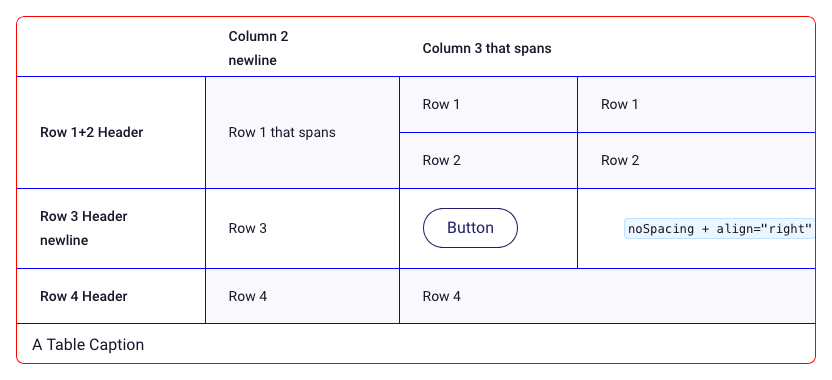 Column 2
newline
Column 3 that spans
Row 1+2 Header
Row 1 that spans
Row 1
Row 1
Row 2
Row 2
Row 3 Header
newline
Row 3
Button
noSpacing + align="right"
Row 4 Header
Row 4
Row 4
A Table Caption